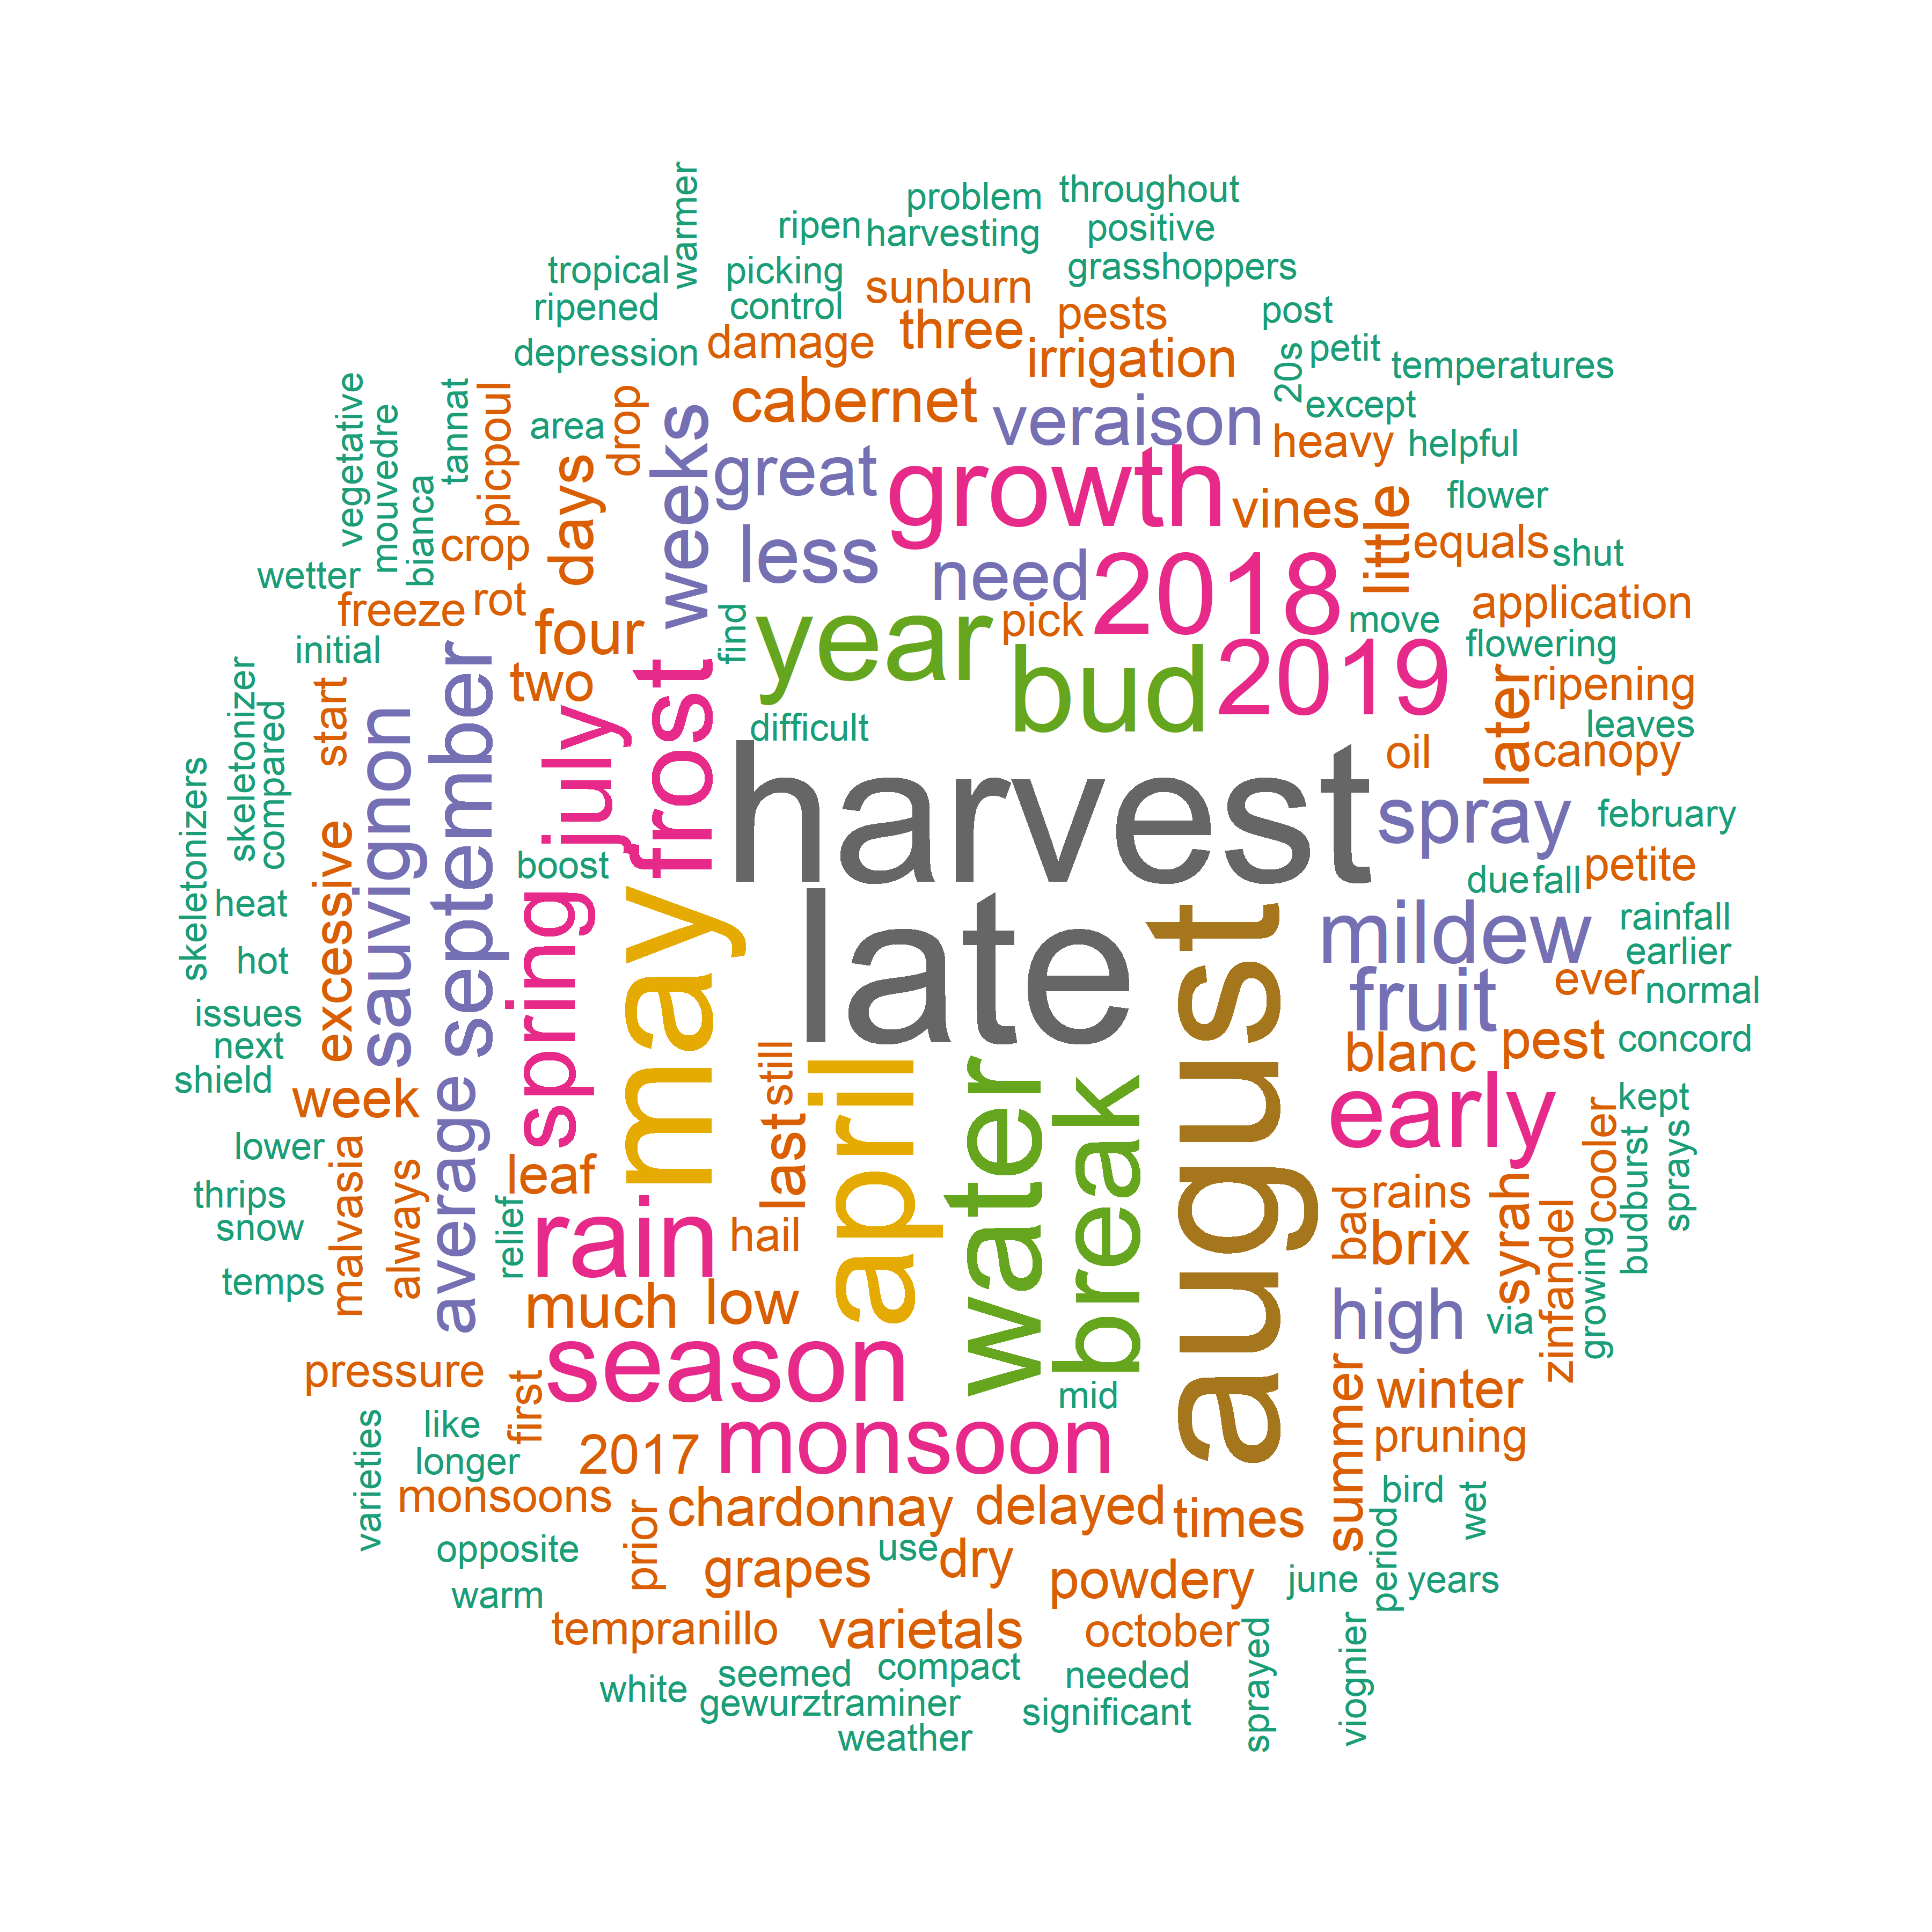 warmer
problem
throughout
ripen
harvesting
positive
tropical
picking
grasshoppers
ripened
control
sunburn
pests
post
depression
damage
three
irrigation
20s
petit
temperatures
vegetative
mouvedre
tannat
picpoul
area
drop
weeks
cabernet
veraison
except
heavy
helpful
bianca
days
great
growth
vines
little
flower
wetter
crop
less
need
2018
equals
shut
freeze
rot
four
find
year
pick
move
application
initial
two
frost
bud
2019
flowering
skeletonizer
compared
start
sauvignon
september
july
difficult
later
ripening
leaves
oil
canopy
skeletonizers
excessive
boost
harvest
spray
february
heat
due
fall
petite
hot
spring
may
late
august
mildew
rainfall
earlier
issues
fruit
ever
normal
next
shield
week
average
last
still
april
water
break
blanc
pest
concord
early
kept
lower
malvasia
always
leaf
cooler
budburst
sprays
thrips
snow
relief
rain
hail
bad
rains
syrah
brix
zinfandel
growing
temps
much
low
high
via
pressure
first
season
mid
summer
winter
varieties
like
longer
2017
monsoon
pruning
monsoons
prior
chardonnay
delayed
times
bird
period
wet
opposite
grapes
use
dry
powdery
june
years
warm
tempranillo
varietals
october
sprayed
viognier
white
seemed
compact
needed
gewurztraminer
significant
weather